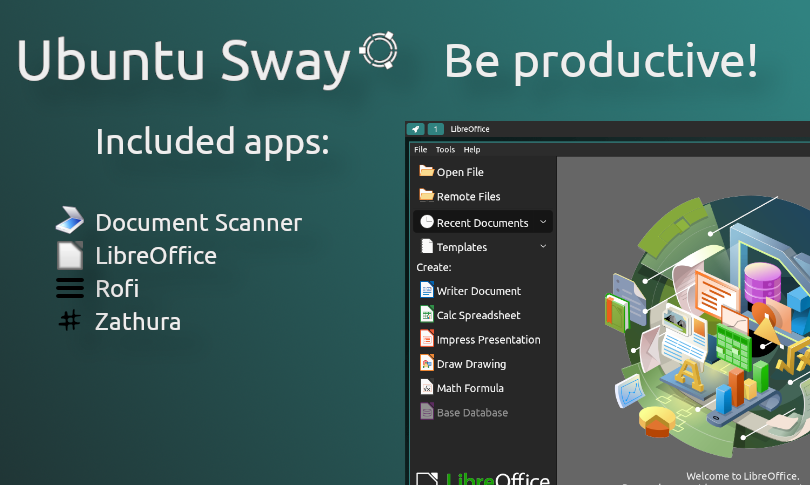 Ubuntu Sway
Be productive!
Included apps:
Document Scanner
LibreOffice
Rofi
Zathura
1 LibreOffice
File Tools Help
Open File
Remote Files
Recent Documents
Templates
Create:
Writer Document
Calc Spreadsheet
Impress Presentation
Draw Drawing
Math Formula
Base Database
LibreOffice
A
Welcome to LibreOffice.